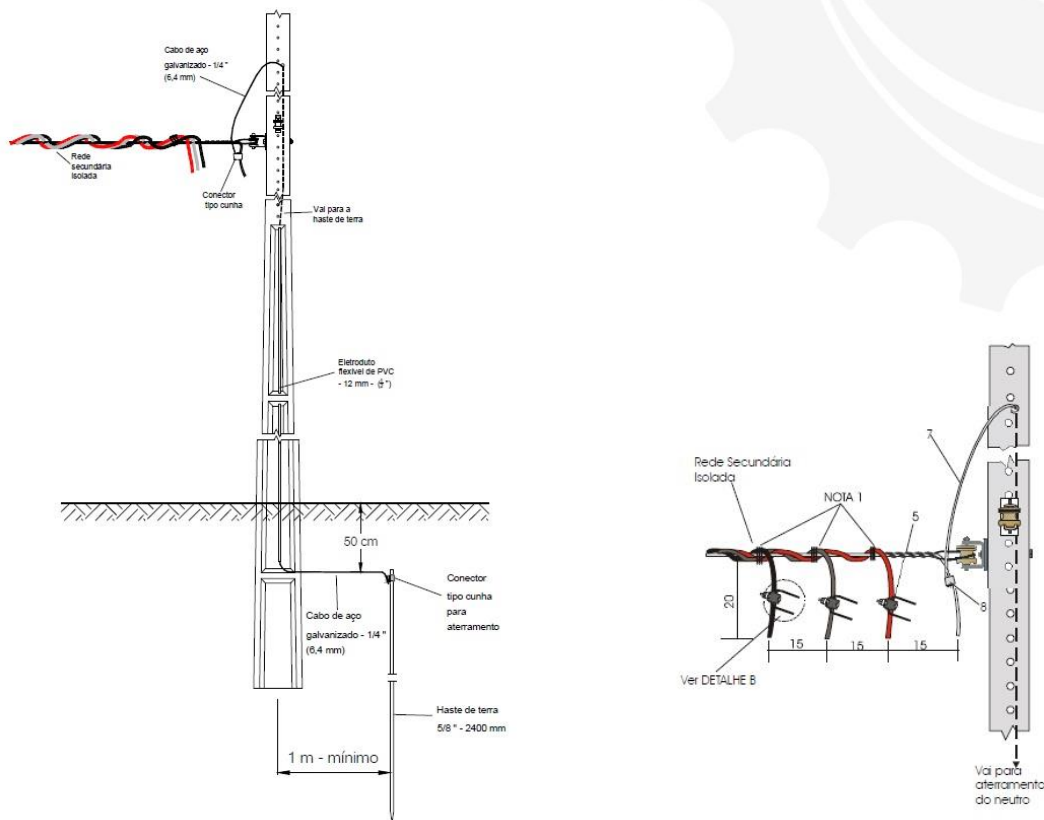 Cabo de aço
galvanizado - 1/4 "
(6,4 mm)
Rede
secundária
Isolada
Conector
tipo cunha
Vai para a
haste de terra
Eletroduto
flexível de PVC
- 12 mm -
50 cm
Conector
tipo cunha
para
aterramento
Cabo de aço
galvanizado - 1/4 "
(6,4 mm)
Haste de terra
5/8 " - 2400 mm
1 m - mínimo
7
Rede Secundária
Isolada
NOTA 1
5
20
8
15
15
15
Ver DETALHE B
Vai para
aterramento
do neutro